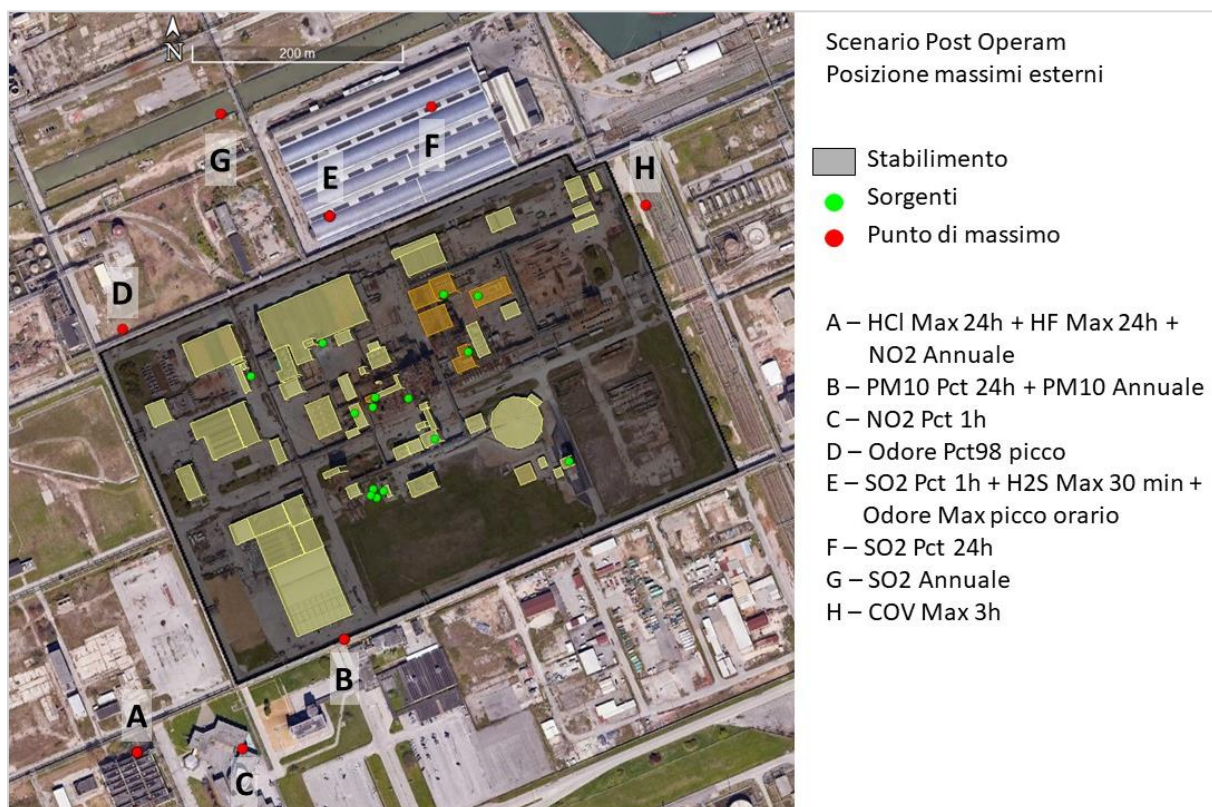 N
200 m
G
F
E
H
D
B
A
C
Scenario Post Operam
Posizione massimi esterni
Stabilimento
Sorgenti
Punto di massimo
A – HCl Max 24h + HF Max 24h +
NO2 Annuale
B – PM10 Pct 24h + PM10 Annuale
C – NO2 Pct 1h
D – Odore Pct98 picco
E – SO2 Pct 1h + H2S Max 30 min +
Odore Max picco orario
F – SO2 Pct 24h
G – SO2 Annuale
H – COV Max 3h